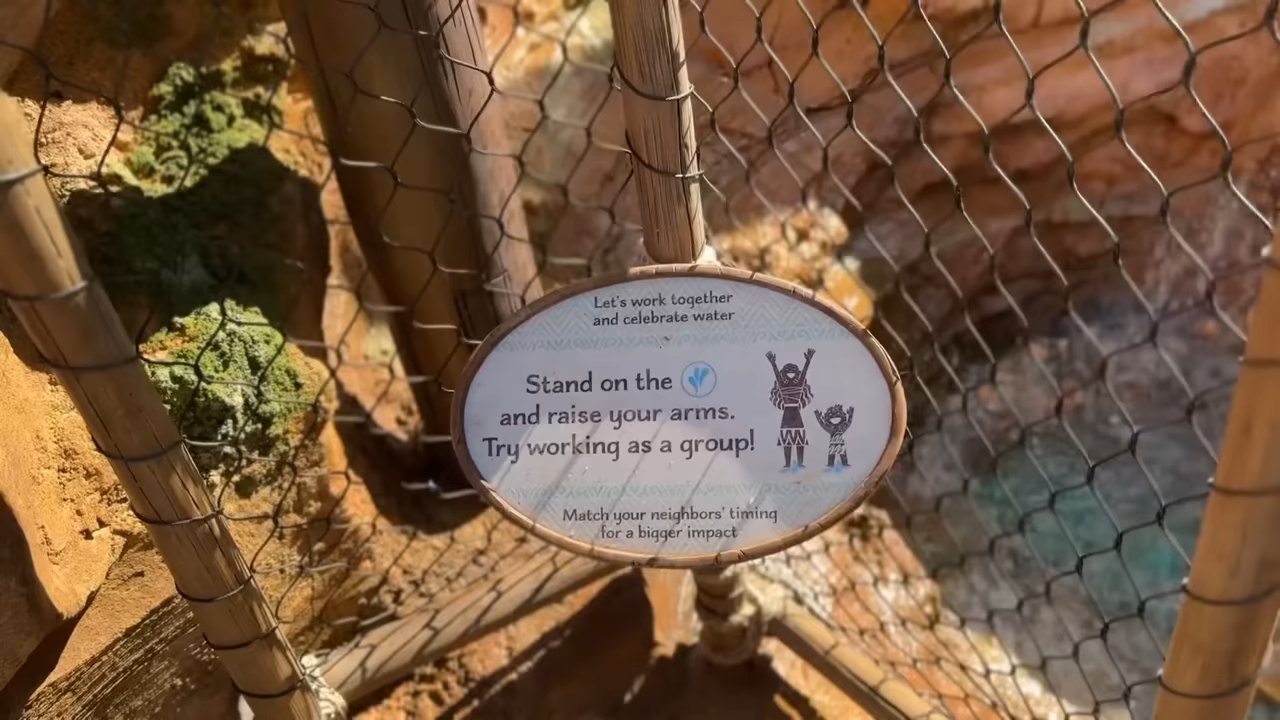 Let's work together
and celebrate water
Stand on the
and raise your arms.
Try working as a group!
Match your neighbors' timing
for a bigger impact